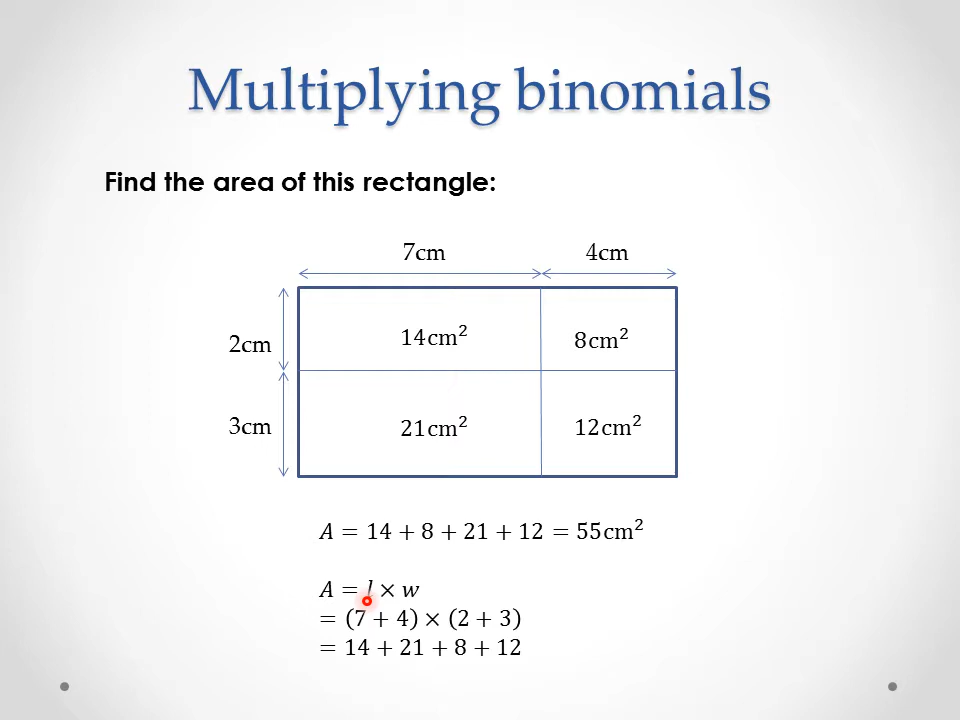 Multiplying binomials
Find the area of this rectangle:
7cm 4cm
2cm 14cm² 8cm²
3cm 21cm² 12cm²
A = 14 + 8 + 21 + 12 = 55cm²
A = l × w
= (7 + 4) × (2 + 3)
= 14 + 21 + 8 + 12